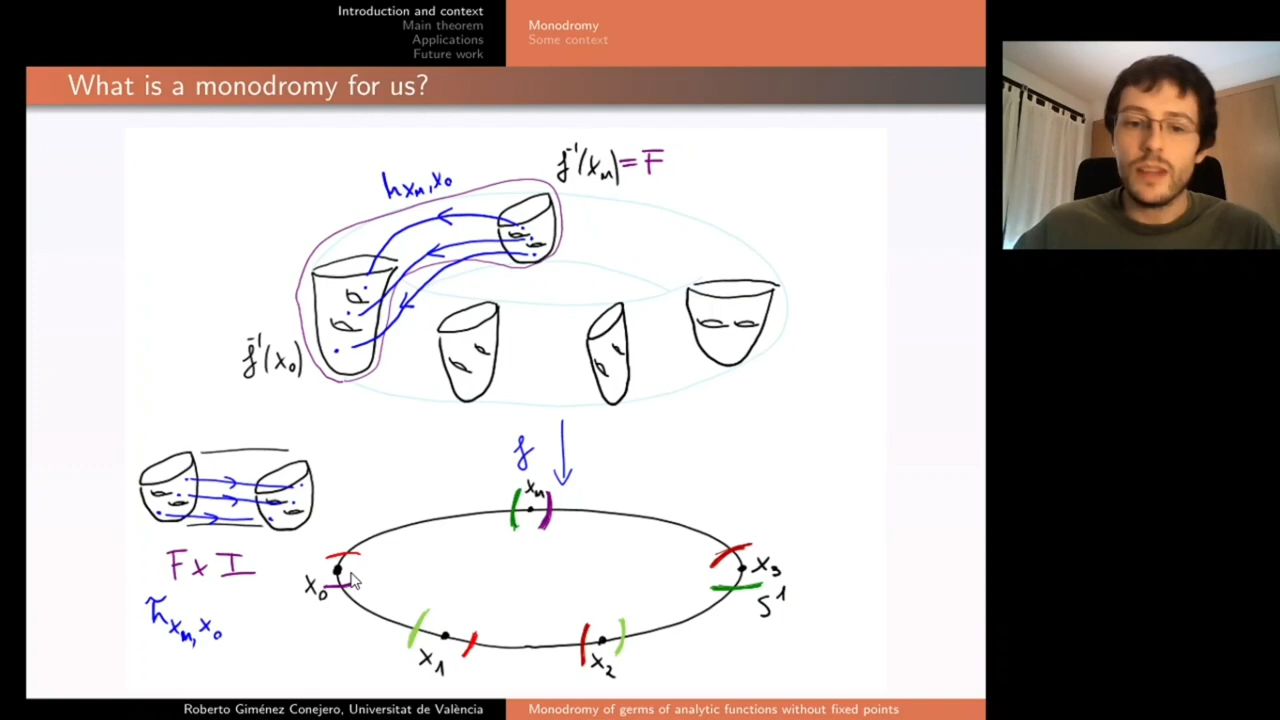 Introduction and context
Main theorem
Applications
Future work
Monodromy
Some context
What is a monodromy for us?
f⁻¹(xₙ) = F
hxₙ,x₀
f⁻¹(x₀)
f
xₙ
F x I
h̃xₙ,x₀
x₀
x₃
S¹
x₁
x₂
Roberto Giménez Conejero, Universitat de València
Monodromy of germs of analytic functions without fixed points